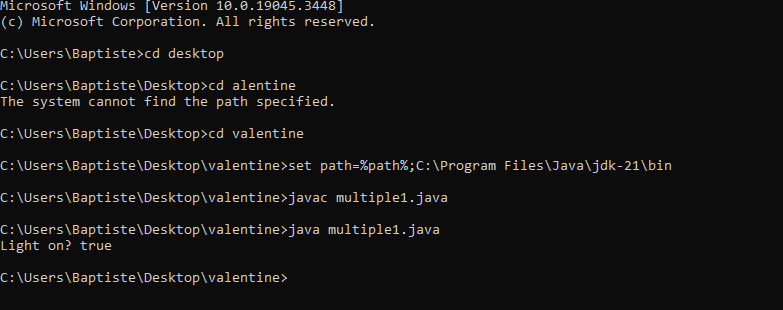 Microsoft Windows [Version 10.0.19045.3448]
(c) Microsoft Corporation. All rights reserved.
C:\Users\Baptiste>cd desktop
C:\Users\Baptiste\Desktop>cd alentine
The system cannot find the path specified.
C:\Users\Baptiste\Desktop>cd valentine
C:\Users\Baptiste\Desktop\valentine>set path=%path%;C:\Program Files\Java\jdk-21\bin
C:\Users\Baptiste\Desktop\valentine>javac multiple1.java
C:\Users\Baptiste\Desktop\valentine>java multiple1.java
Light on? true
C:\Users\Baptiste\Desktop\valentine>